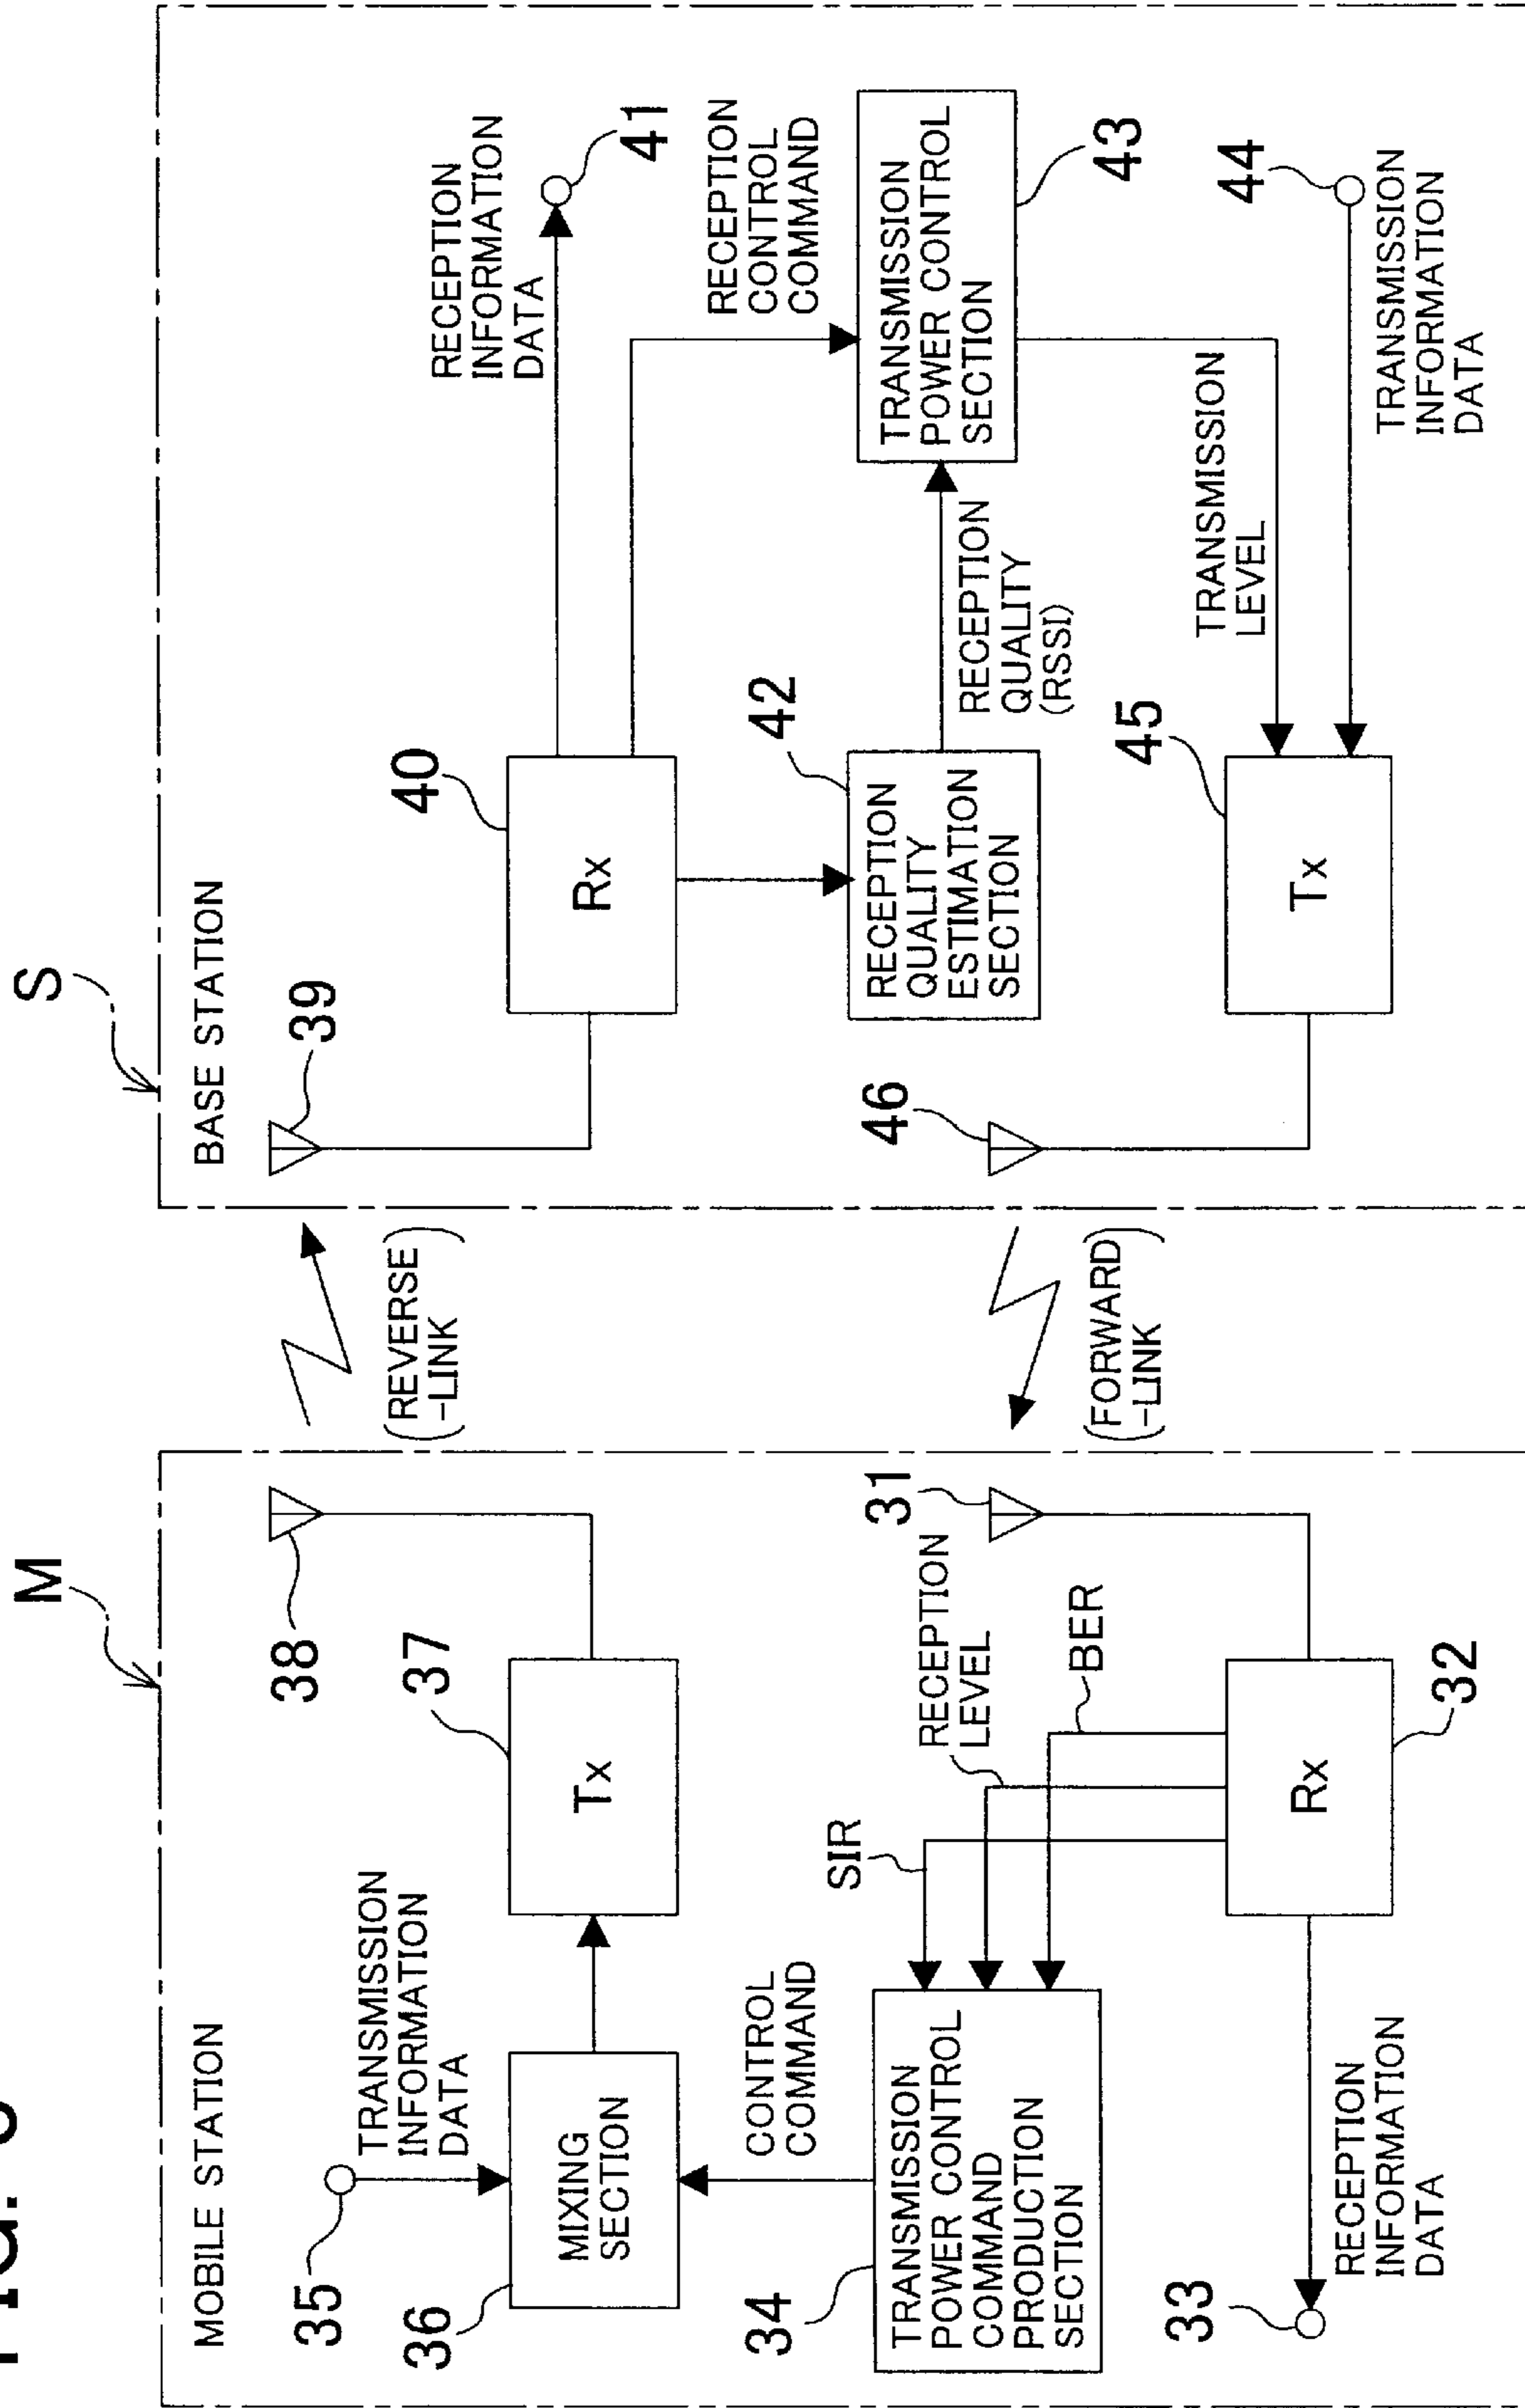 M
MOBILE STATION
35
TRANSMISSION
INFORMATION
DATA
36
MIXING
SECTION
37
Tx
38
CONTROL
COMMAND
34
TRANSMISSION
POWER CONTROL
COMMAND
PRODUCTION
SECTION
SIR
RECEPTION
LEVEL
BER
31
32
Rx
33
RECEPTION
INFORMATION
DATA
(REVERSE
-LINK)
(FORWARD
-LINK)
S
BASE STATION
39
40
Rx
RECEPTION
INFORMATION
DATA
41
RECEPTION
CONTROL
COMMAND
42
RECEPTION
QUALITY
ESTIMATION
SECTION
RECEPTION
QUALITY
(RSSI)
TRANSMISSION
POWER CONTROL
SECTION
43
46
45
Tx
TRANSMISSION
LEVEL
44
TRANSMISSION
INFORMATION
DATA